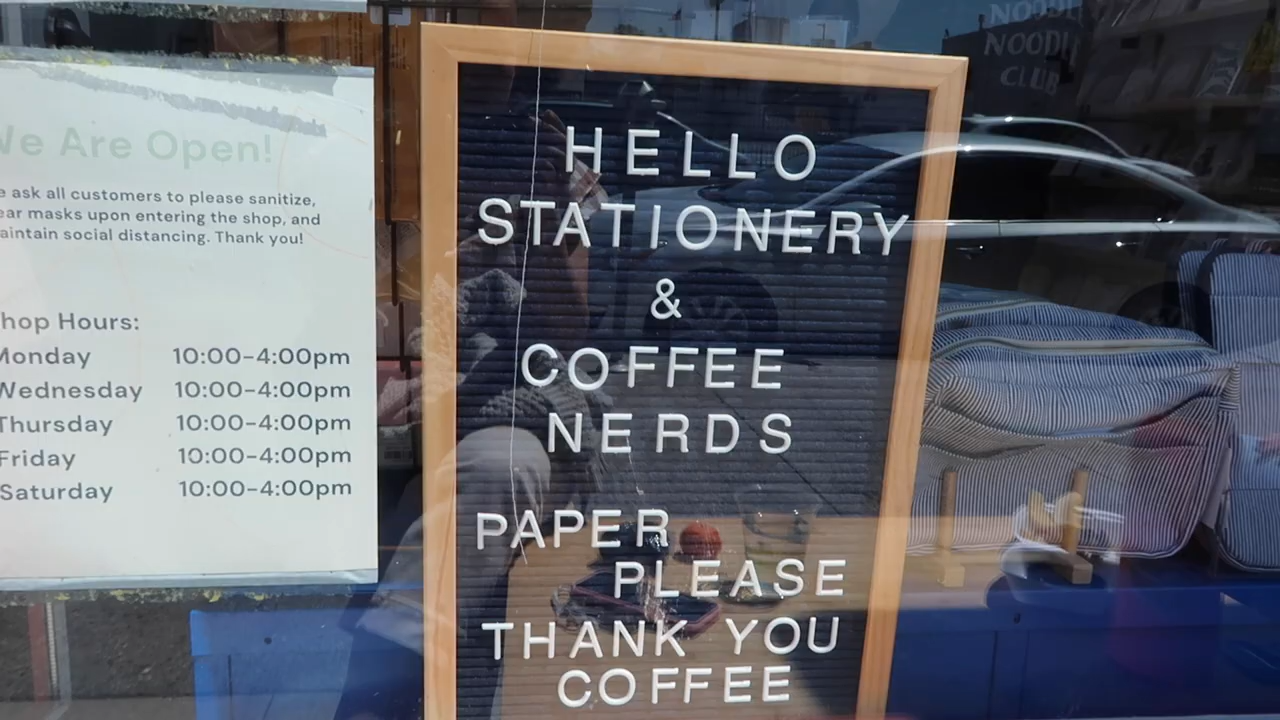 We Are Open!
e ask all customers to please sanitize,
ear masks upon entering the shop, and
aintain social distancing. Thank you!
hop Hours:
Monday 10:00-4:00pm
Wednesday 10:00-4:00pm
Thursday 10:00-4:00pm
Friday 10:00-4:00pm
Saturday 10:00-4:00pm
HELLO
STATIONERY
&
COFFEE
NERDS
PAPER
PLEASE
THANK YOU
COFFEE
NOODLE
CLUB